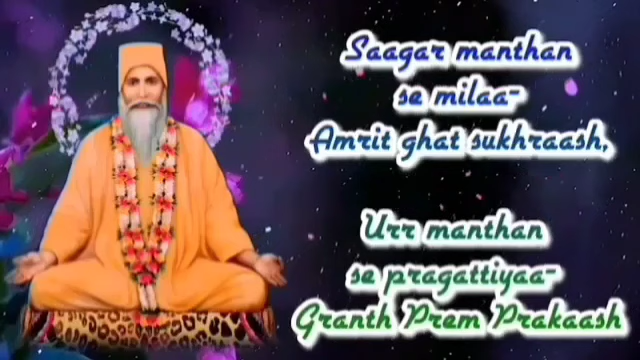 Saagar manthan
se milaa-
Amrit ghat sukhraash,
Urr manthan
se pragattiyaa-
Granth Prem Prakaash